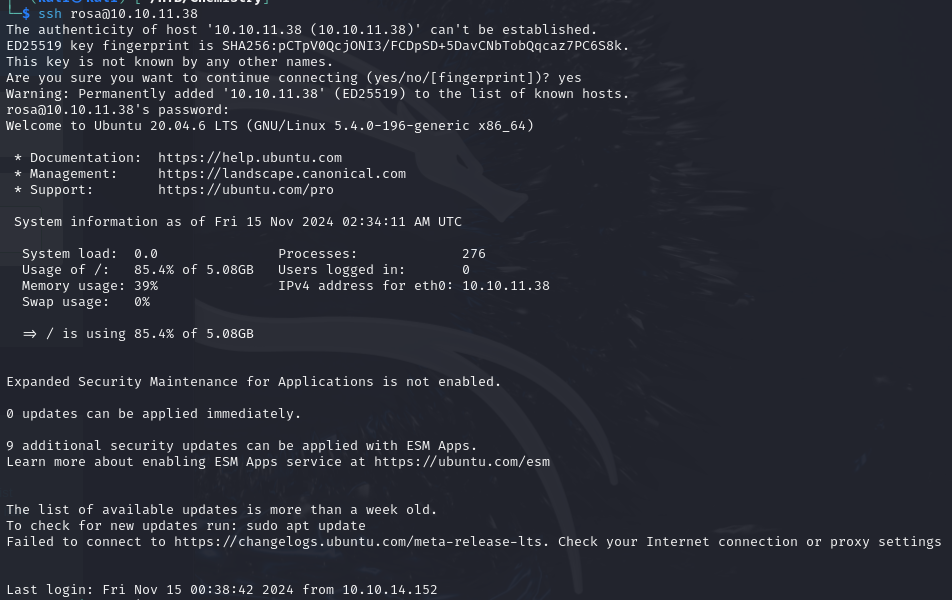 └─$ ssh rosa@10.10.11.38
The authenticity of host '10.10.11.38 (10.10.11.38)' can't be established.
ED25519 key fingerprint is SHA256:pCTpV0QcjONI3/FCDpSD+5DavCNbTobQqcaz7PC6S8k.
This key is not known by any other names.
Are you sure you want to continue connecting (yes/no/[fingerprint])? yes
Warning: Permanently added '10.10.11.38' (ED25519) to the list of known hosts.
rosa@10.10.11.38's password:
Welcome to Ubuntu 20.04.6 LTS (GNU/Linux 5.4.0-196-generic x86_64)
* Documentation: https://help.ubuntu.com
* Management: https://landscape.canonical.com
* Support: https://ubuntu.com/pro
System information as of Fri 15 Nov 2024 02:34:11 AM UTC
System load: 0.0 Processes: 276
Usage of /: 85.4% of 5.08GB Users logged in: 0
Memory usage: 39% IPv4 address for eth0: 10.10.11.38
Swap usage: 0%
=> / is using 85.4% of 5.08GB
Expanded Security Maintenance for Applications is not enabled.
0 updates can be applied immediately.
9 additional security updates can be applied with ESM Apps.
Learn more about enabling ESM Apps service at https://ubuntu.com/esm
The list of available updates is more than a week old.
To check for new updates run: sudo apt update
Failed to connect to https://changelogs.ubuntu.com/meta-release-lts. Check your Internet connection or proxy settings
Last login: Fri Nov 15 00:38:42 2024 from 10.10.14.152